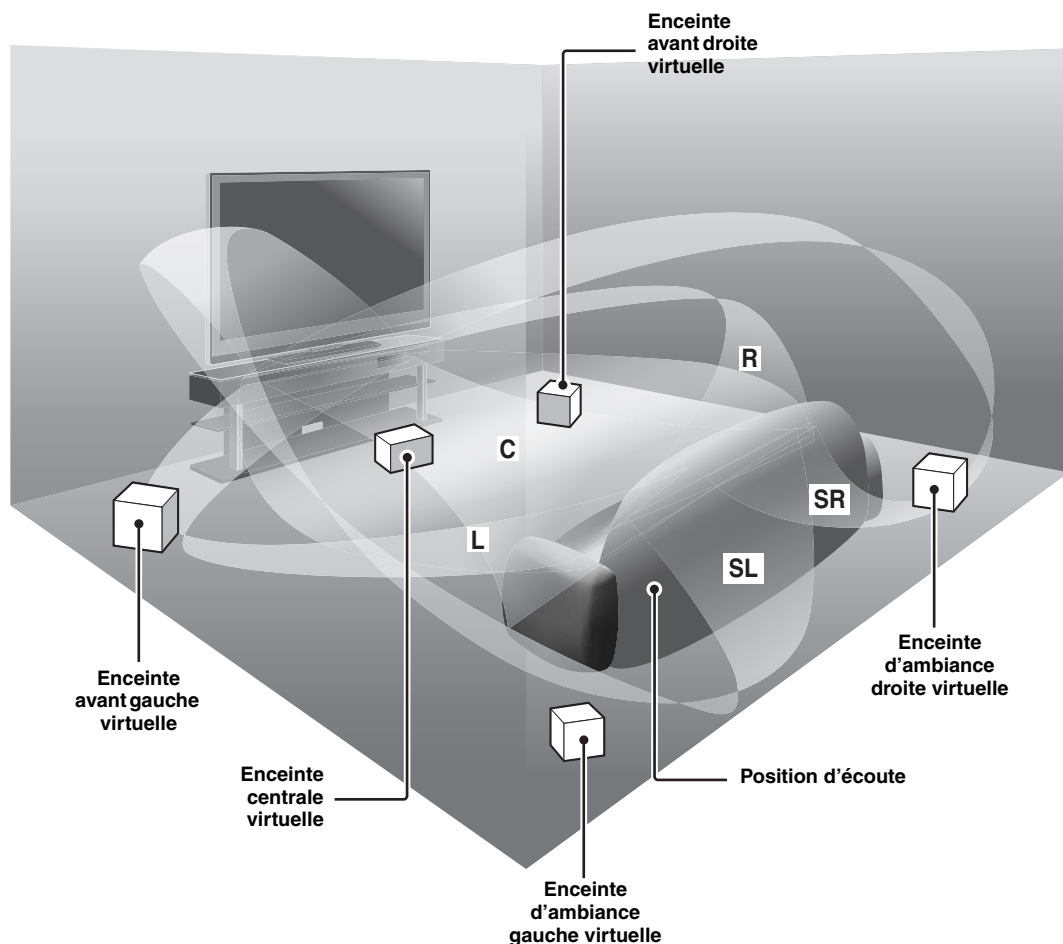 Enceinte
avant droite
virtuelle
R
C
SR
L
SL
Enceinte
avant gauche
virtuelle
Enceinte
d'ambiance
droite virtuelle
Enceinte
centrale
virtuelle
Position d'écoute
Enceinte
d'ambiance
gauche virtuelle